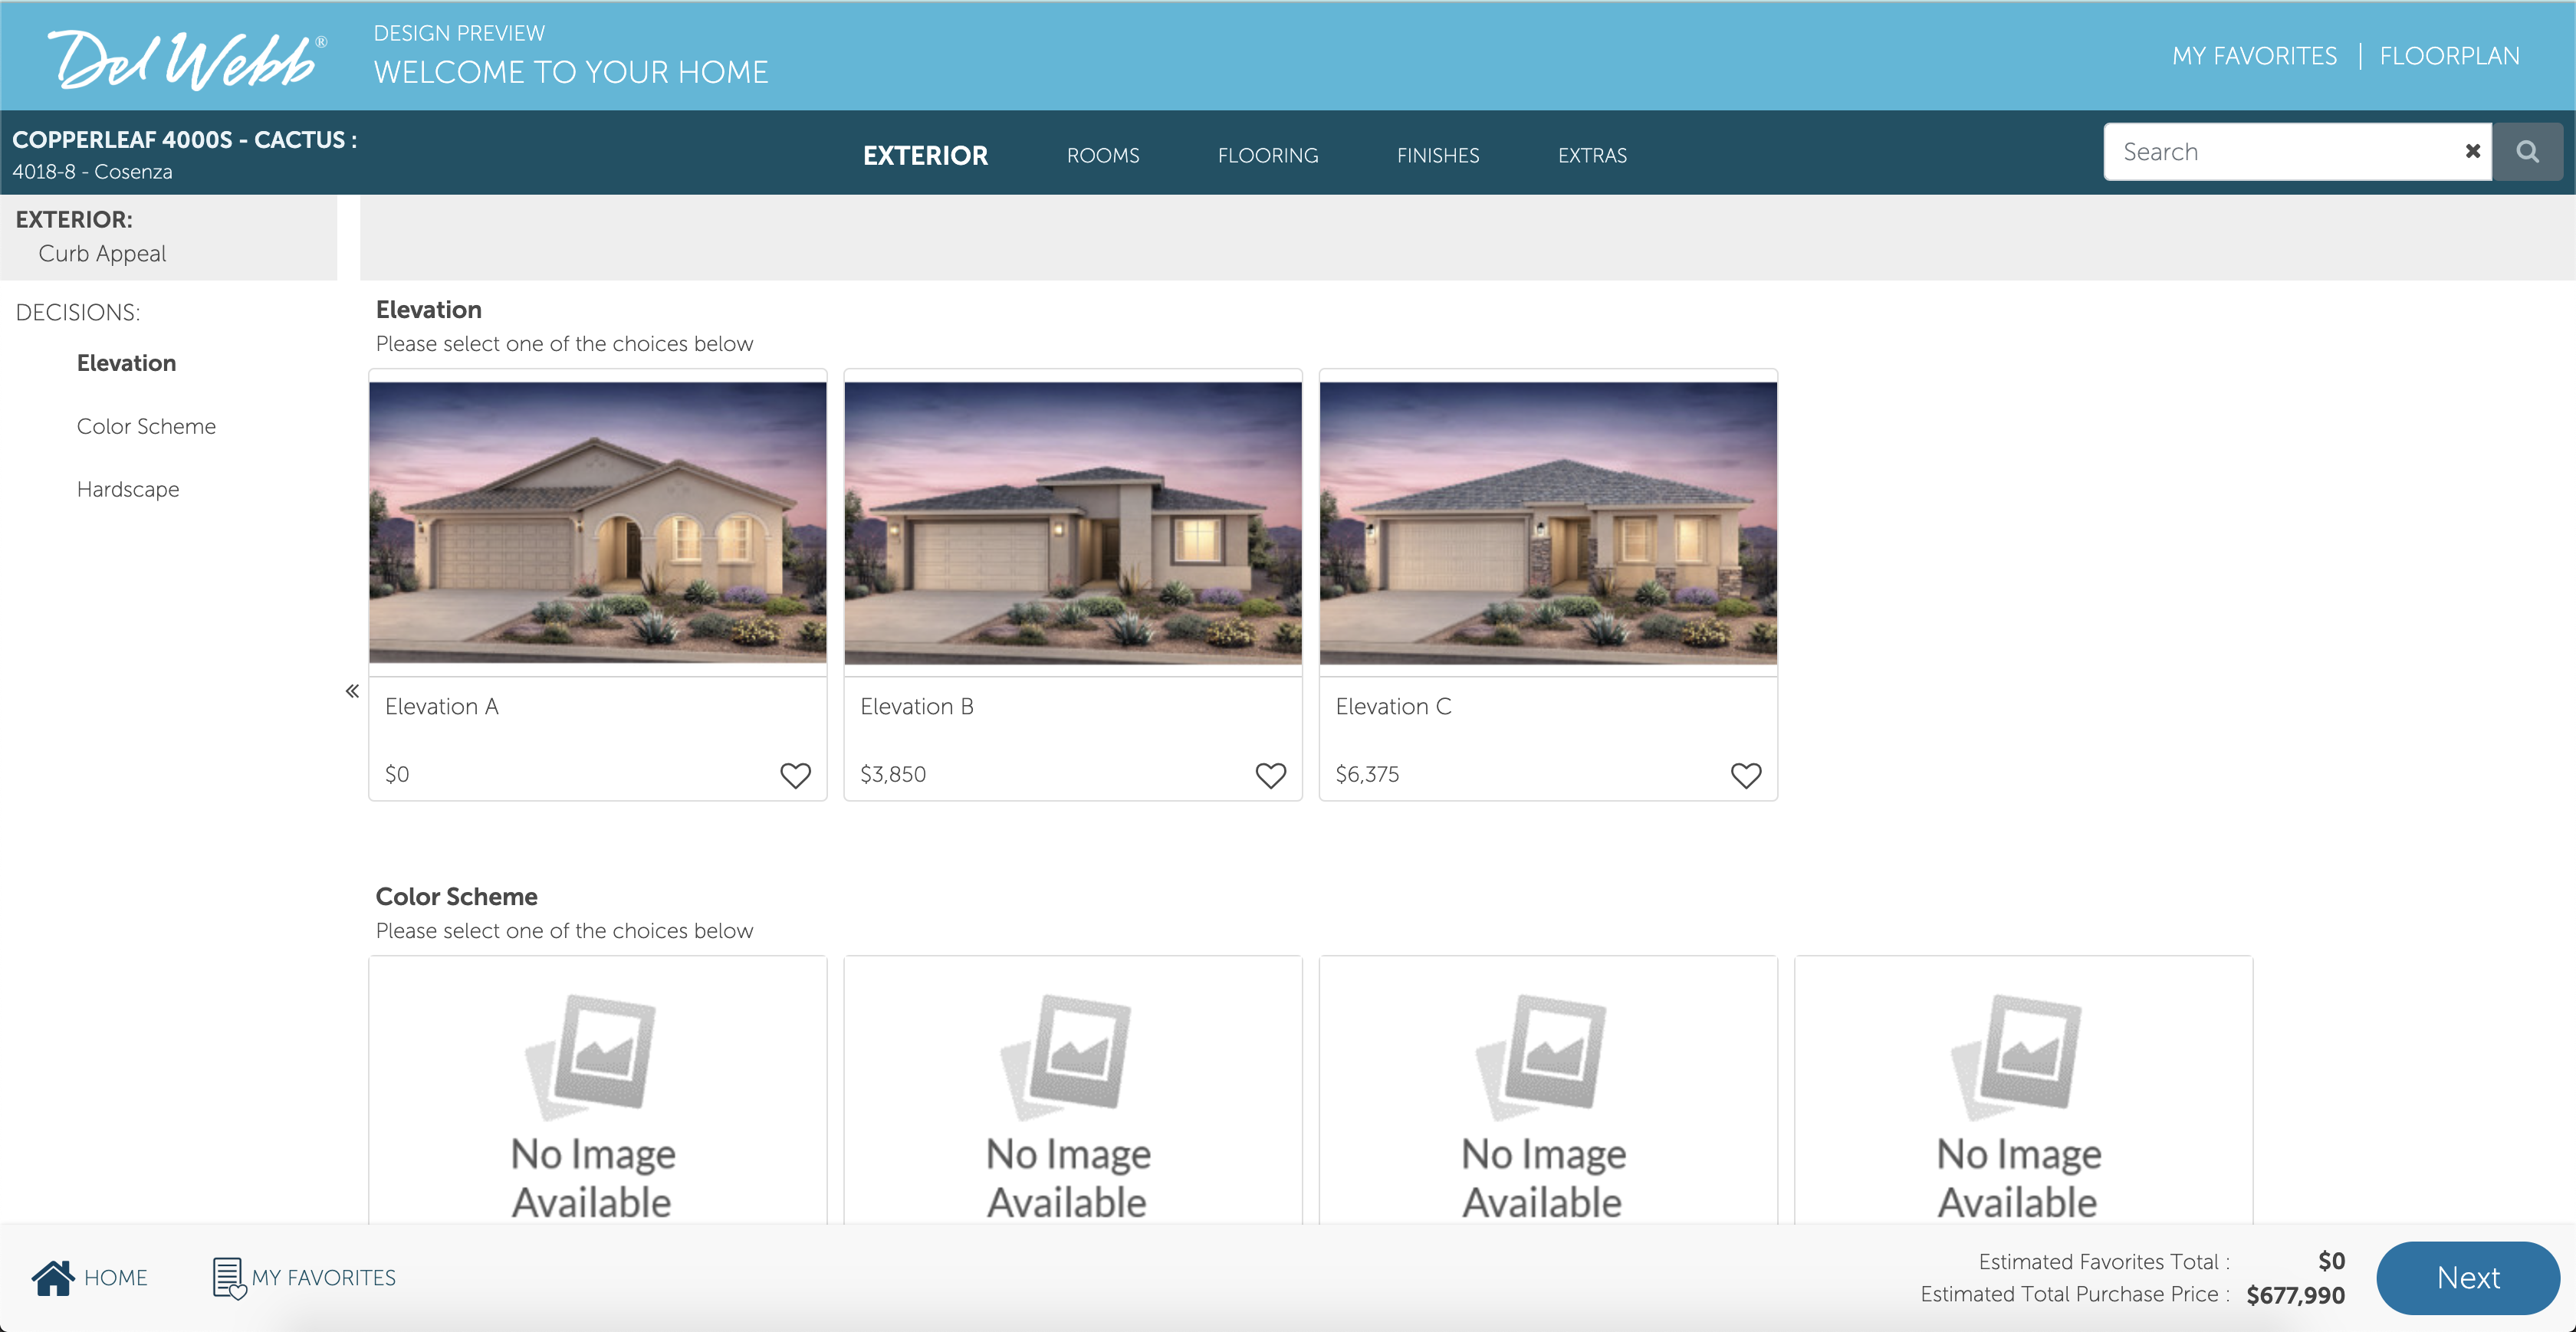 Del Webb®
DESIGN PREVIEW
WELCOME TO YOUR HOME
MY FAVORITES | FLOORPLAN
COPPERLEAF 4000S - CACTUS :
4018-8 - Cosenza
EXTERIOR
ROOMS
FLOORING
FINISHES
EXTRAS
Search
EXTERIOR:
Curb Appeal
DECISIONS:
Elevation
Color Scheme
Hardscape
Elevation
Please select one of the choices below
Elevation A
$0
Elevation B
$3,850
Elevation C
$6,375
Color Scheme
Please select one of the choices below
No Image
Available
No Image
Available
No Image
Available
No Image
Available
HOME
MY FAVORITES
Estimated Favorites Total : $0
Estimated Total Purchase Price : $677,990
Next